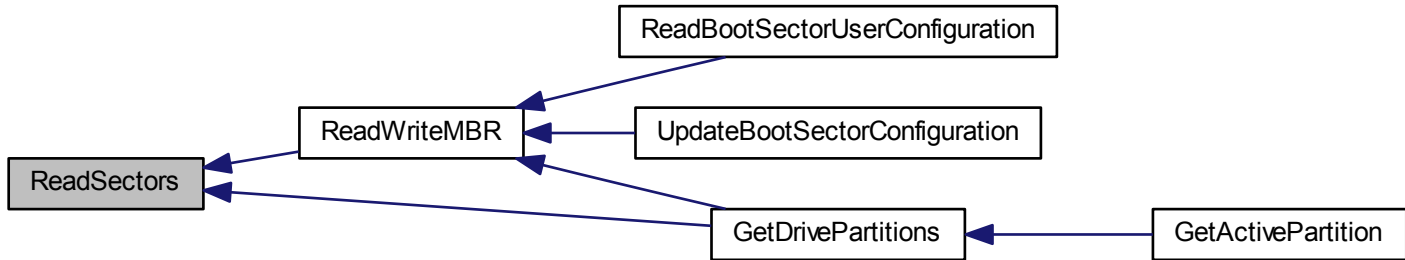 ReadBootSectorUserConfiguration
ReadWriteMBR
UpdateBootSectorConfiguration
ReadSectors
GetDrivePartitions
GetActivePartition